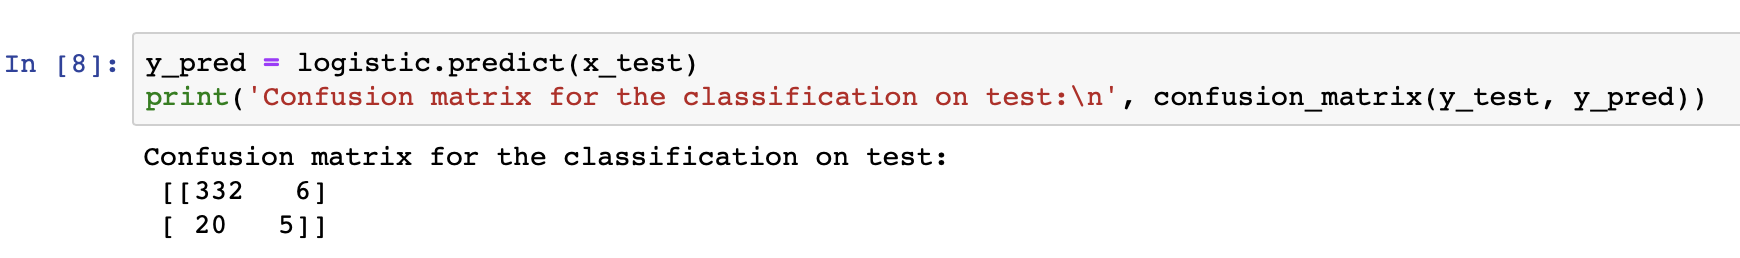 In [8]: y_pred = logistic.predict(x_test)
print('Confusion matrix for the classification on test:\n', confusion_matrix(y_test, y_pred))
Confusion matrix for the classification on test:
 [[332   6]
 [ 20   5]]